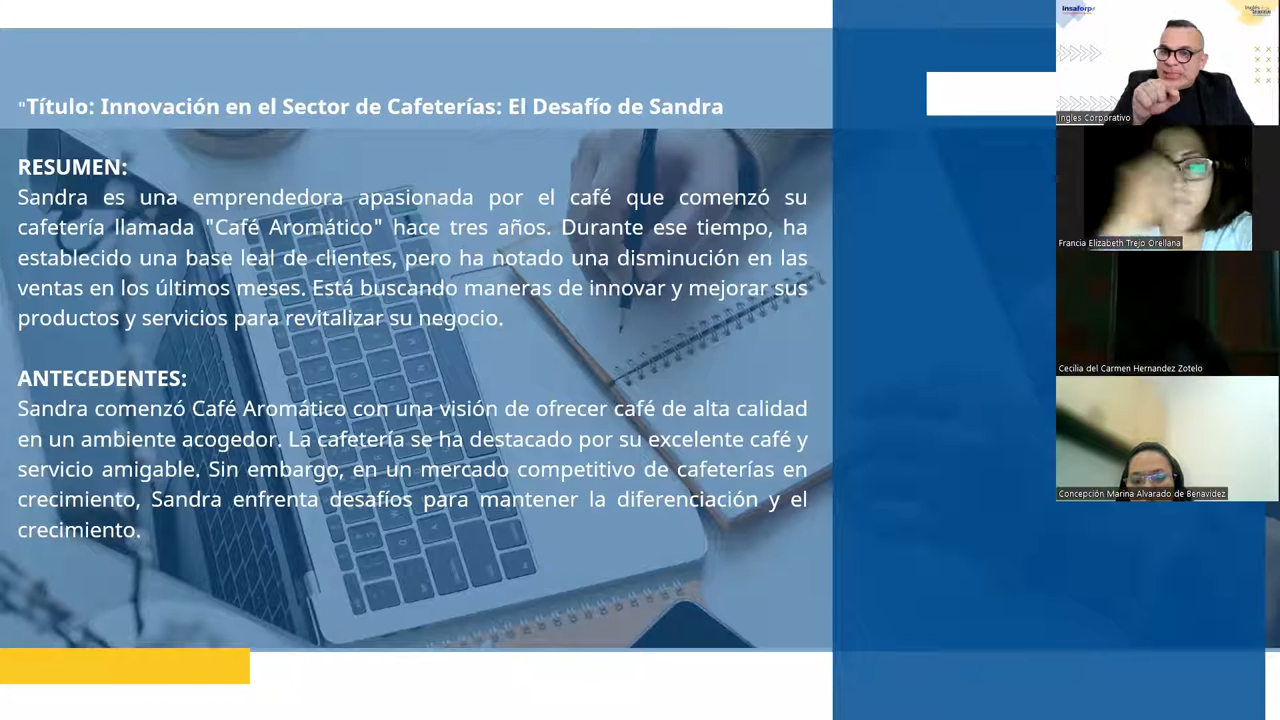 "Título: Innovación en el Sector de Cafeterías: El Desafío de Sandra
RESUMEN:
Sandra es una emprendedora apasionada por el café que comenzó su
cafetería llamada "Café Aromático" hace tres años. Durante ese tiempo, ha
establecido una base leal de clientes, pero ha notado una disminución en las
ventas en los últimos meses. Está buscando maneras de innovar y mejorar sus
productos y servicios para revitalizar su negocio.
ANTECEDENTES:
Sandra comenzó Café Aromático con una visión de ofrecer café de alta calidad
en un ambiente acogedor. La cafetería se ha destacado por su excelente café y
servicio amigable. Sin embargo, en un mercado competitivo de cafeterías en
crecimiento, Sandra enfrenta desafíos para mantener la diferenciación y el
crecimiento.
insaforp
Ingles Corporativo
Francia Elizabeth Trejo Orellana
Cecilia del Carmen Hernandez Zotelo
Concepción Marina Alvarado de Benavidez